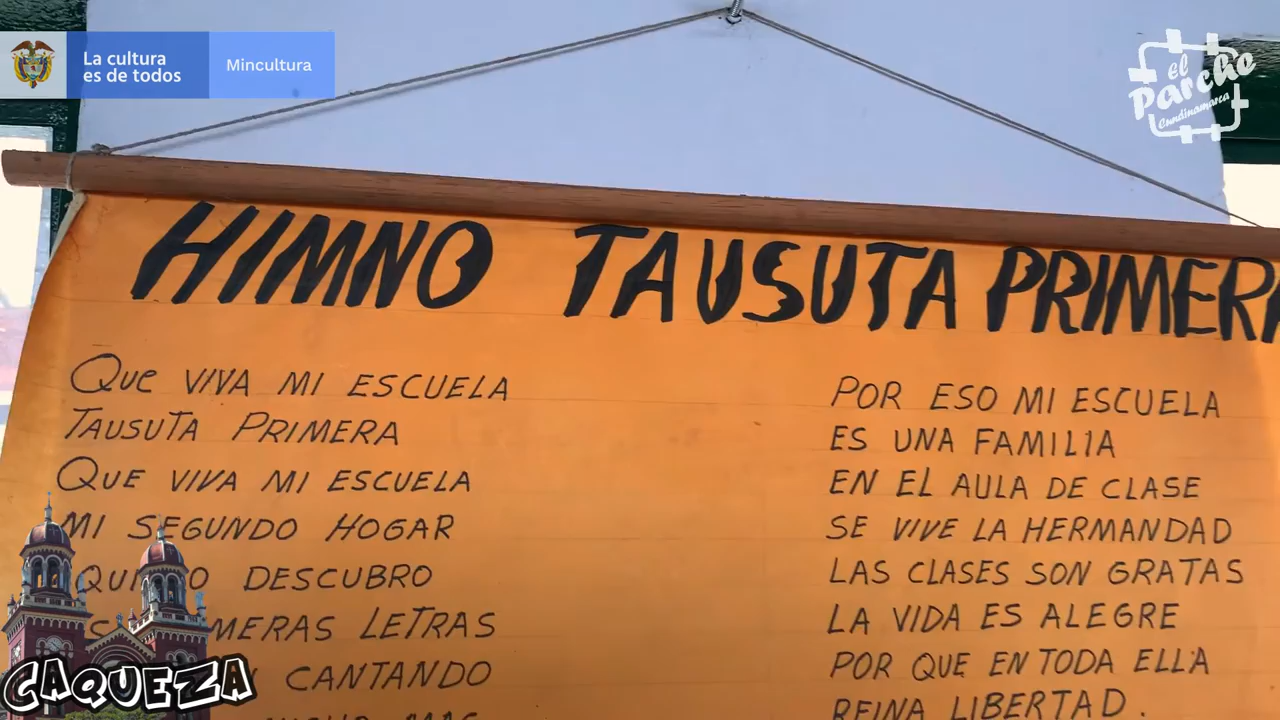 La cultura
es de todos
Mincultura
el
Parche
Cundinamarca
HIMNO TAUSUTA PRIMERA
QUE VIVA MI ESCUELA
TAUSUTA PRIMERA
QUE VIVA MI ESCUELA
MI SEGUNDO HOGAR
DESCUBRO
LETRAS
CANTANDO
POR ESO MI ESCUELA
ES UNA FAMILIA
EN EL AULA DE CLASE
SE VIVE LA HERMANDAD
LAS CLASES SON GRATAS
LA VIDA ES ALEGRE
POR QUE EN TODA ELLA
REINA LIBERTAD.
CAQUEZA